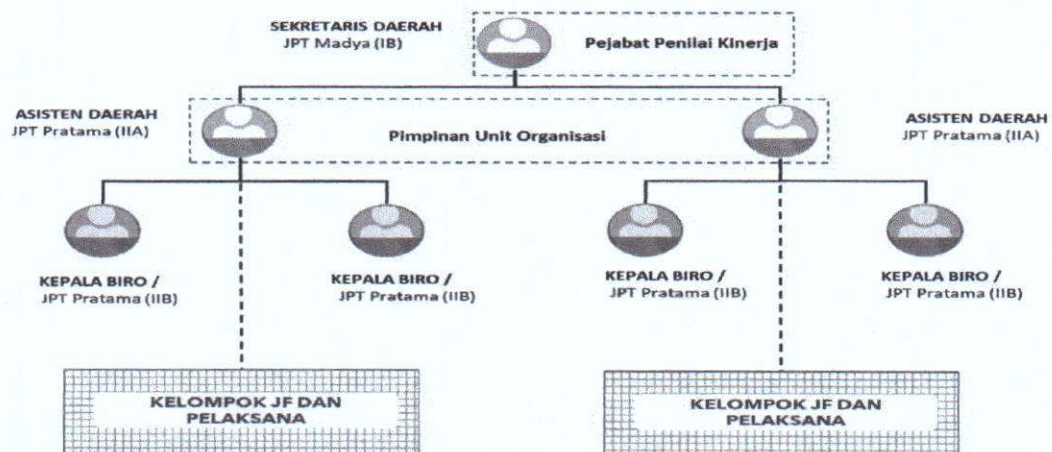 SEKRETARIS DAERAH
JPT Madya (IB)
Pejabat Penilai Kinerja
ASISTEN DAERAH
JPT Pratama (IIA)
Pimpinan Unit Organisasi
ASISTEN DAERAH
JPT Pratama (IIA)
KEPALA BIRO /
JPT Pratama (IIB)
KEPALA BIRO /
JPT Pratama (IIB)
KEPALA BIRO /
JPT Pratama (IIB)
KEPALA BIRO /
JPT Pratama (IIB)
KELOMPOK JF DAN
PELAKSANA
KELOMPOK JF DAN
PELAKSANA